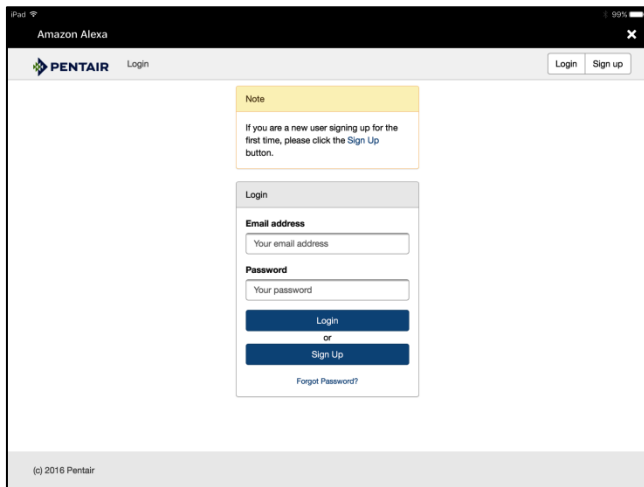 iPad 99%
Amazon Alexa ×
PENTAIR Login Login Sign up
Note
If you are a new user signing up for the
first time, please click the Sign Up
button.
Login
Email address
Your email address
Password
Your password
Login
or
Sign Up
Forgot Password?
(c) 2016 Pentair